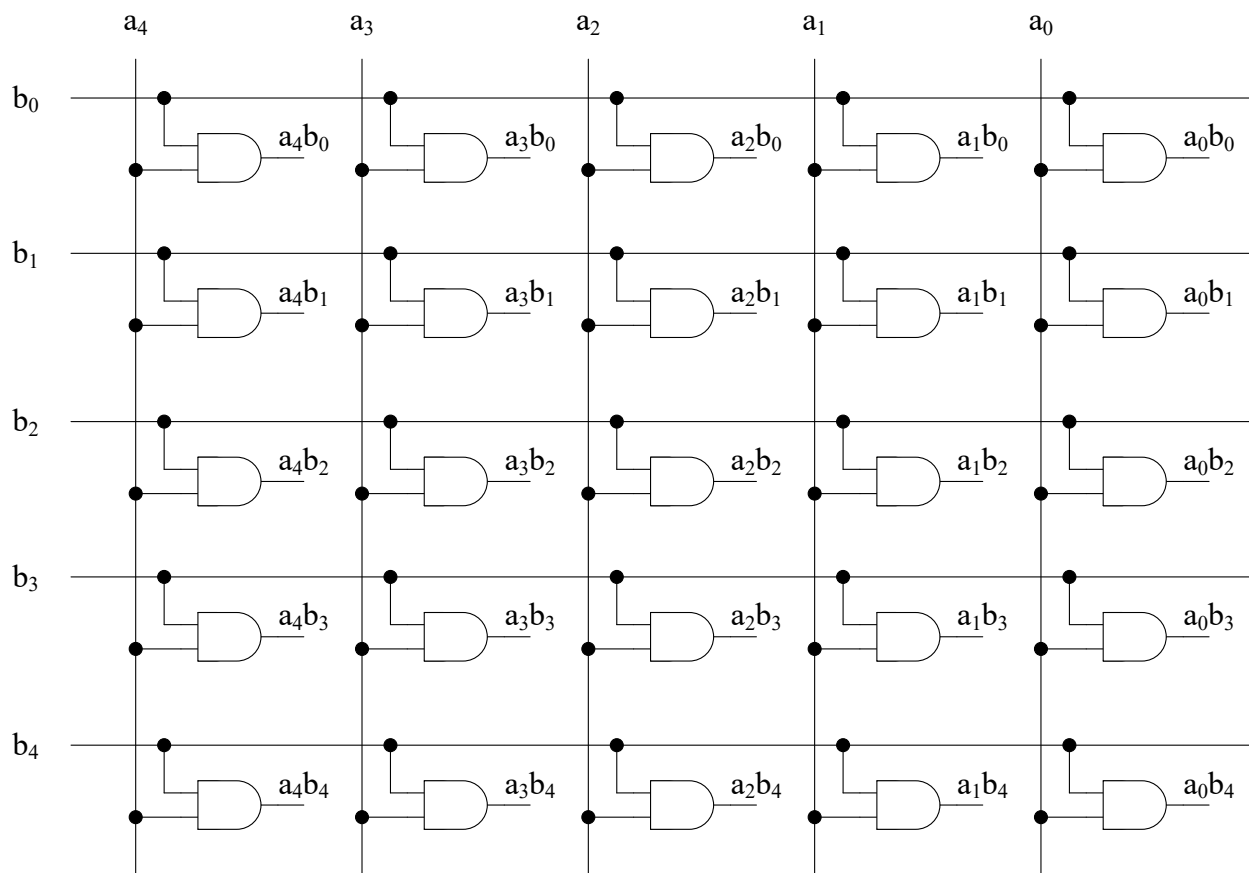 a₄ a₃ a₂ a₁ a₀
b₀
a₄b₀ a₃b₀ a₂b₀ a₁b₀ a₀b₀
b₁
a₄b₁ a₃b₁ a₂b₁ a₁b₁ a₀b₁
b₂
a₄b₂ a₃b₂ a₂b₂ a₁b₂ a₀b₂
b₃
a₄b₃ a₃b₃ a₂b₃ a₁b₃ a₀b₃
b₄
a₄b₄ a₃b₄ a₂b₄ a₁b₄ a₀b₄